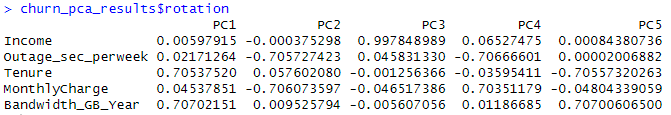 > churn_pca_results$rotation
PC1 PC2 PC3 PC4 PC5
Income 0.00597915 -0.000375298 0.997848989 0.06527475 0.00084380736
Outage_sec_perweek 0.02171264 -0.705727423 0.045831330 -0.70666601 0.00002006882
Tenure 0.70537520 0.057602080 -0.001256366 -0.03595411 -0.70557320263
MonthlyCharge 0.04537851 -0.706073597 -0.046517386 0.70351179 -0.04804339059
Bandwidth_GB_Year 0.70702151 0.009525794 -0.005607056 0.01186685 0.70700606500